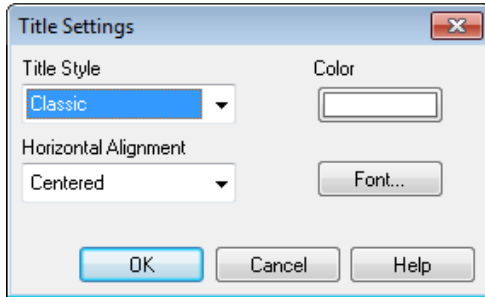 Title Settings
Title Style
Color
Classic
Horizontal Alignment
Centered
Font...
OK
Cancel
Help